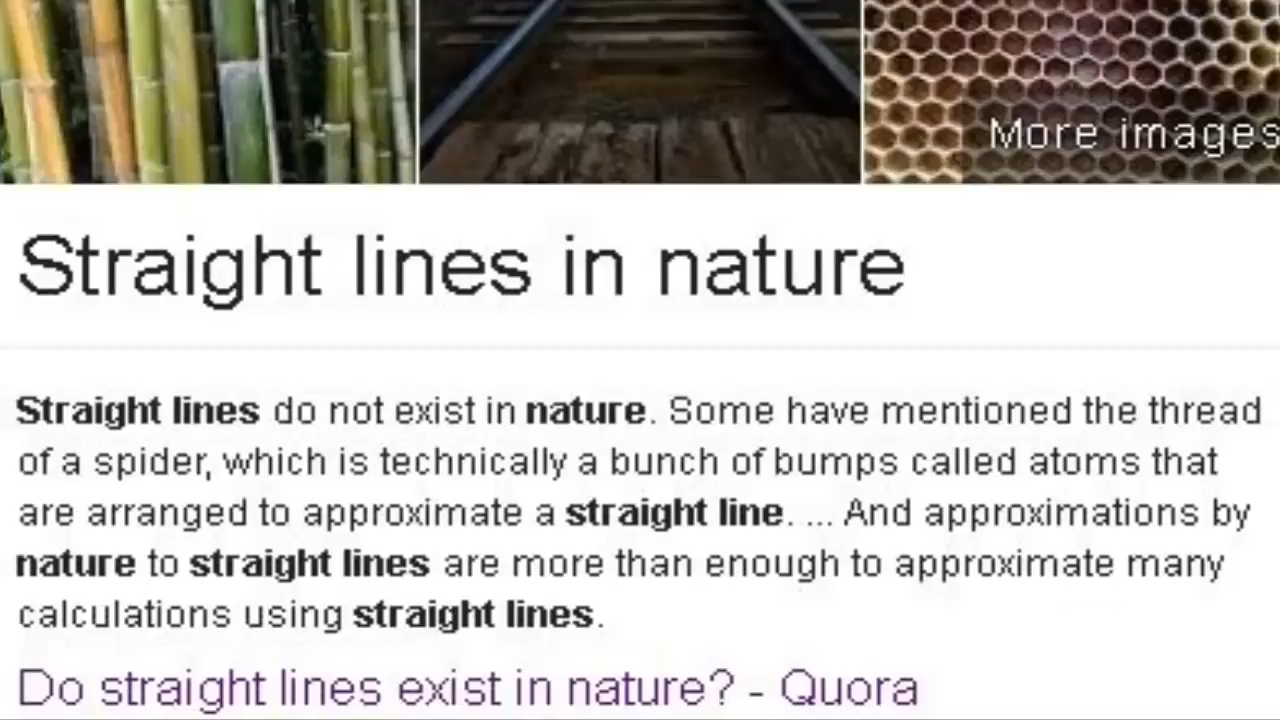 More images
Straight lines in nature
Straight lines do not exist in nature. Some have mentioned the thread
of a spider, which is technically a bunch of bumps called atoms that
are arranged to approximate a straight line. ... And approximations by
nature to straight lines are more than enough to approximate many
calculations using straight lines.
Do straight lines exist in nature? - Quora